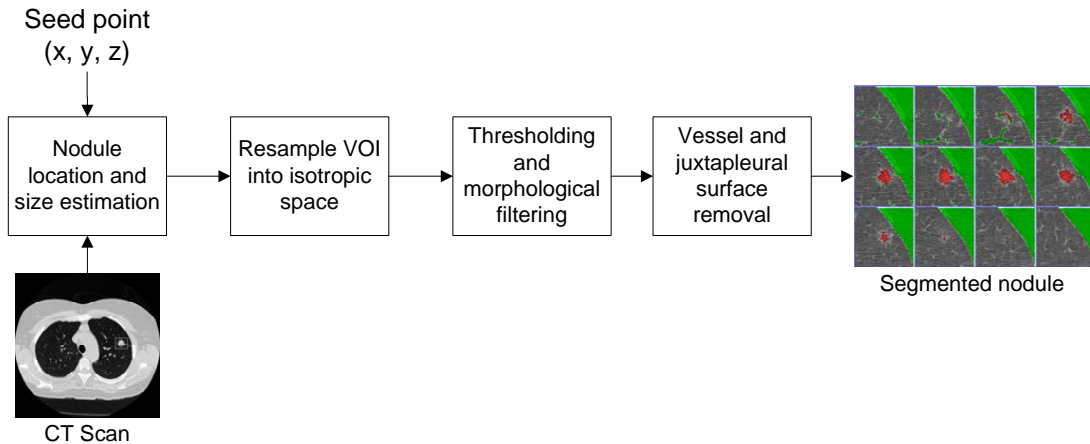 Seed point
(x, y, z)
Nodule
location and
size estimation
Resample VOI
into isotropic
space
Thresholding
and
morphological
filtering
Vessel and
juxtapleural
surface
removal
Segmented nodule
CT Scan